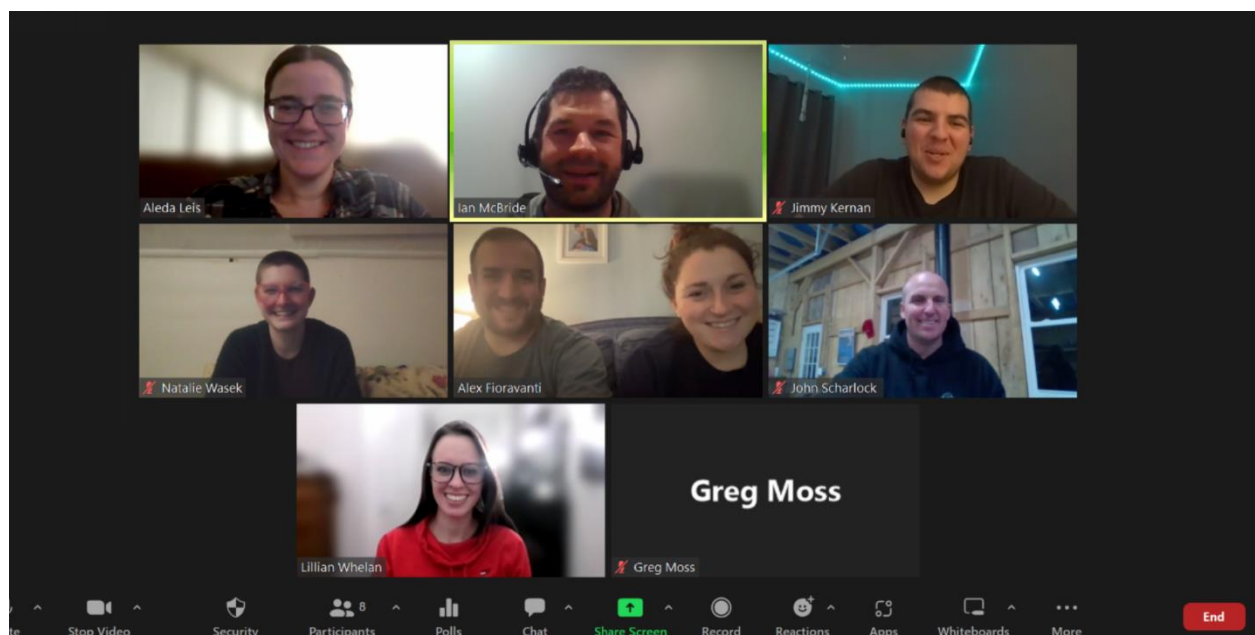 Aleda Leis
Ian McBride
Jimmy Kernan
Natalie Wasek
Alex Fioravanti
John Scharlock
Greg Moss
Lillian Whelan
Greg Moss
8
Stop Video
Security
Participants
Polls
Chat
Share Screen
Record
Reactions
Apps
Whiteboards
More
End